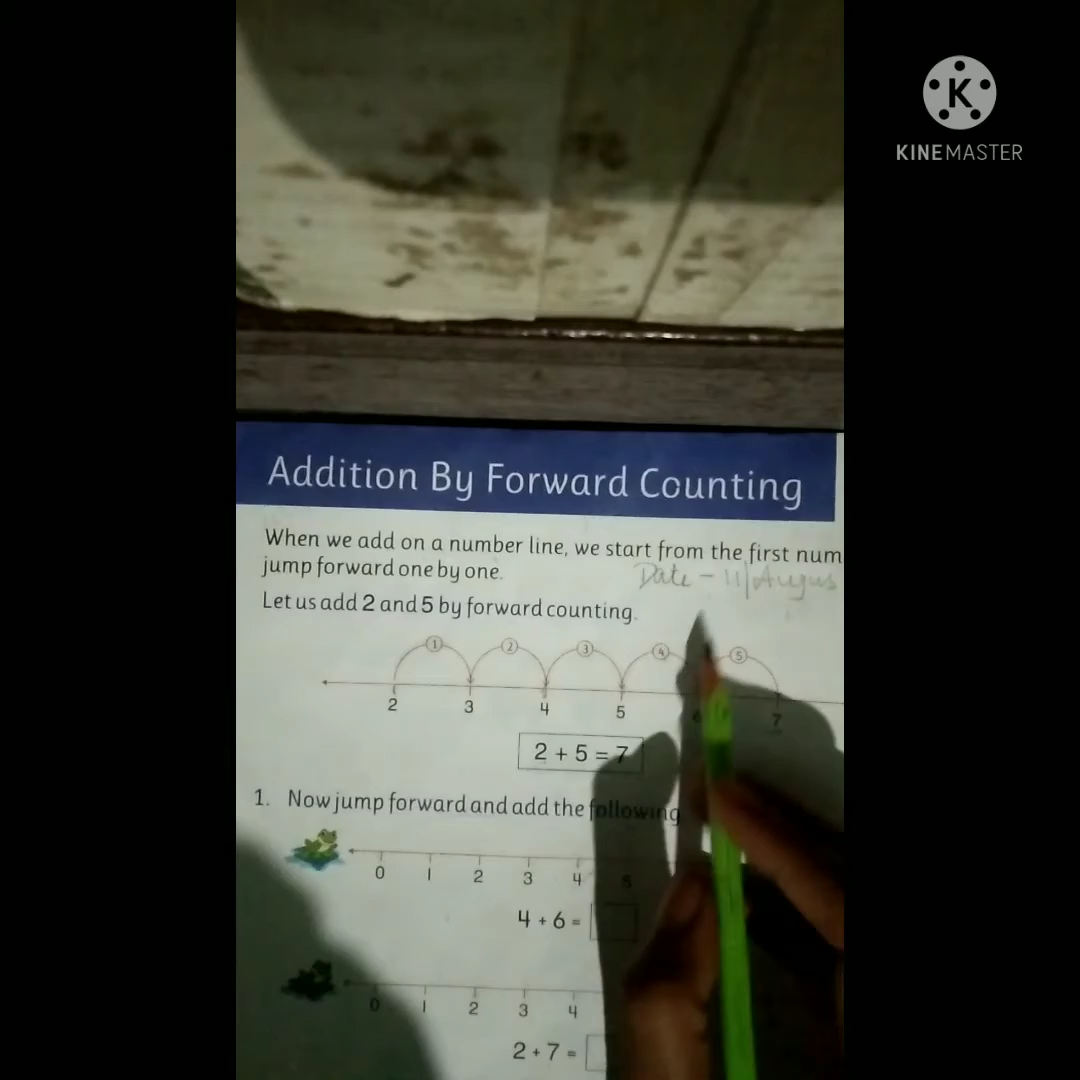 KINEMASTER
Addition By Forward Counting
When we add on a number line, we start from the first num
jump forward one by one.
Date - 11/Augus
Let us add 2 and 5 by forward counting.
1 2 3 4 5
2 3 4 5 6 7
2 + 5 = 7
1. Now jump forward and add the following
0 1 2 3 4 5
4 + 6 =
0 1 2 3 4
2 + 7 =